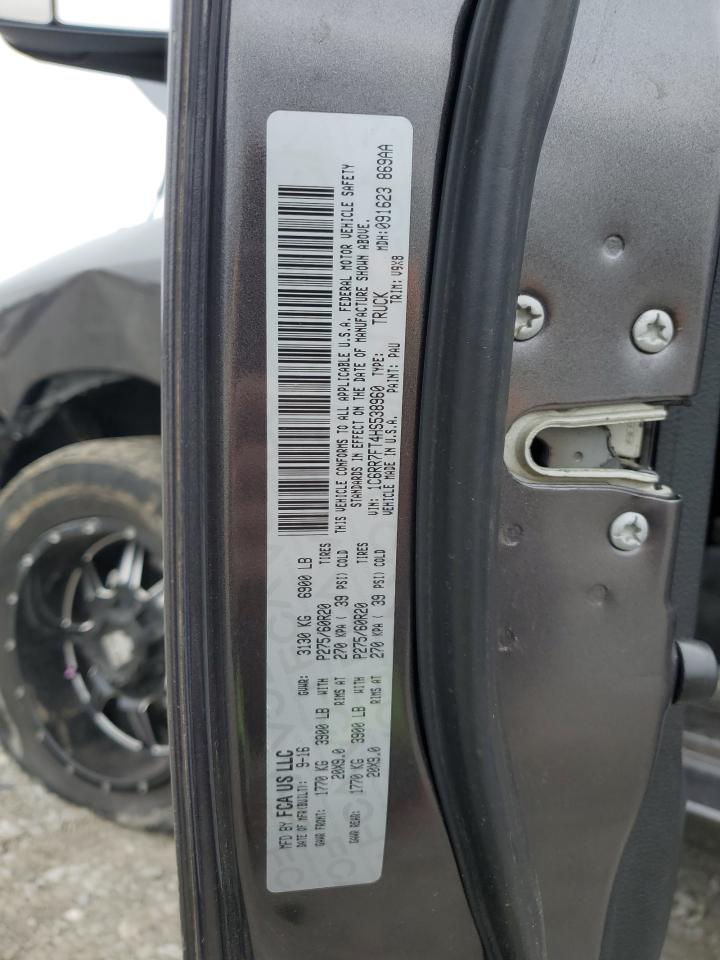 MFD BY FCA US LLC
DATE OF MFR(BUILT): 9-16 GVWR: 3130 KG 6900 LB
GAWR FRONT: 1770 KG 3900 LB WITH P275/60R20 TIRES
20X9.0 RIMS AT 270 KPA ( 39 PSI) COLD
GAWR REAR: 1770 KG 3900 LB WITH P275/60R20 TIRES
20X9.0 RIMS AT 270 KPA ( 39 PSI) COLD
THIS VEHICLE CONFORMS TO ALL APPLICABLE U.S.A. FEDERAL MOTOR VEHICLE SAFETY
STANDARDS IN EFFECT ON THE DATE OF MANUFACTURE SHOWN ABOVE.
VIN: 1C6RR7FT4HS538960 TYPE: TRUCK MDH:091623 869AA
VEHICLE MADE IN U.S.A. PAINT: PAU TRIM: V9X8